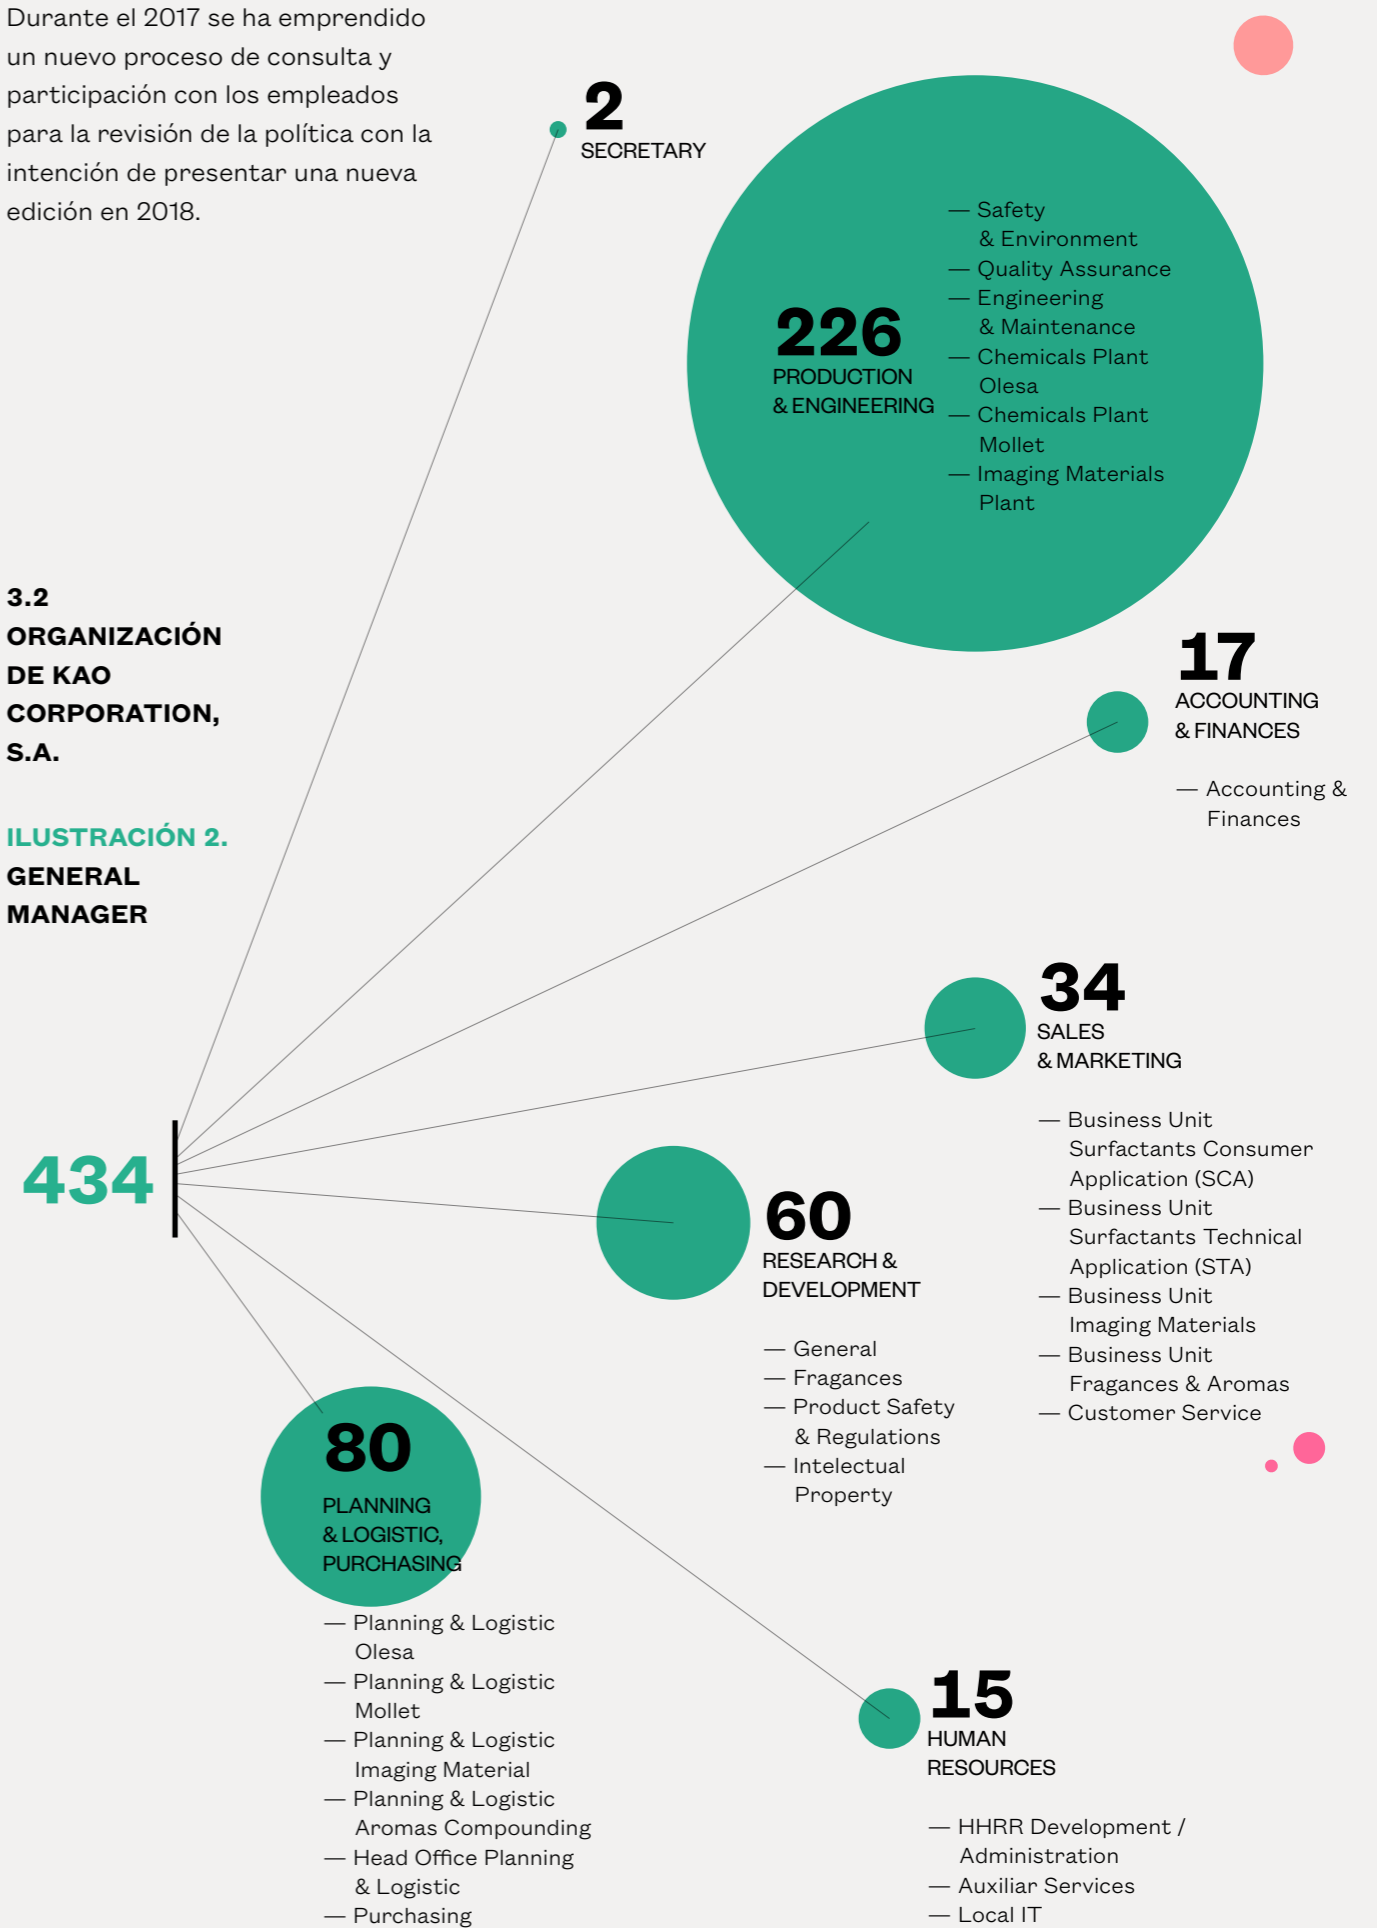 Durante el 2017 se ha emprendido
un nuevo proceso de consulta y
participación con los empleados
para la revisión de la política con la
intención de presentar una nueva
edición en 2018.
2
SECRETARY
226
PRODUCTION
& ENGINEERING
— Safety
& Environment
— Quality Assurance
— Engineering
& Maintenance
— Chemicals Plant
Olesa
— Chemicals Plant
Mollet
— Imaging Materials
Plant
3.2
ORGANIZACIÓN
DE KAO
CORPORATION,
S.A.
ILUSTRACIÓN 2.
GENERAL
MANAGER
17
ACCOUNTING
& FINANCES
— Accounting &
Finances
34
SALES
& MARKETING
— Business Unit
Surfactants Consumer
Application (SCA)
— Business Unit
Surfactants Technical
Application (STA)
— Business Unit
Imaging Materials
— Business Unit
Fragances & Aromas
— Customer Service
434
60
RESEARCH &
DEVELOPMENT
— General
— Fragances
— Product Safety
& Regulations
— Intelectual
Property
80
PLANNING
& LOGISTIC,
PURCHASING
— Planning & Logistic
Olesa
— Planning & Logistic
Mollet
— Planning & Logistic
Imaging Material
— Planning & Logistic
Aromas Compounding
— Head Office Planning
& Logistic
— Purchasing
15
HUMAN
RESOURCES
— HHRR Development /
Administration
— Auxiliar Services
— Local IT